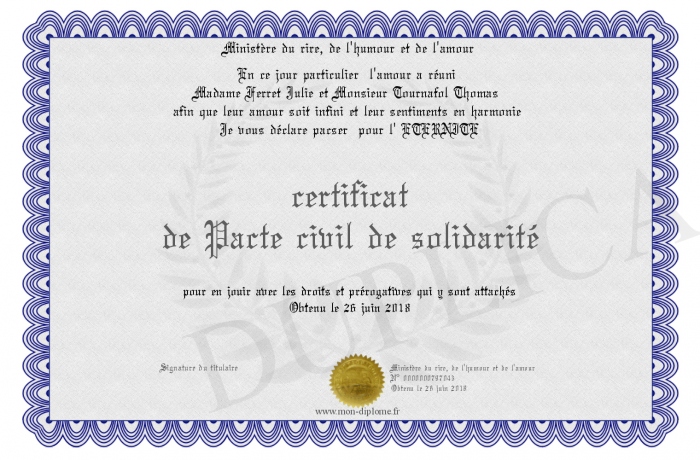 Ministère du rire, de l'humour et de l'amour
En ce jour particulier l'amour a réuni
Madame Ferret Julie et Monsieur Tournafol Thomas
afin que leur amour soit infini et leur sentiments en harmonie
Je vous déclare pacser pour l' ETERNITE
certificat
de Pacte civil de solidarité
DUPLICA
pour en jouir avec les droits et prérogatives qui y sont attachés
Obtenu le 26 juin 2018
Signature du titulaire
Ministère du rire, de l'humour et de l'amour
N° 0000000797045
Obtenu le 26 juin 2018
www.mon-diplome.fr